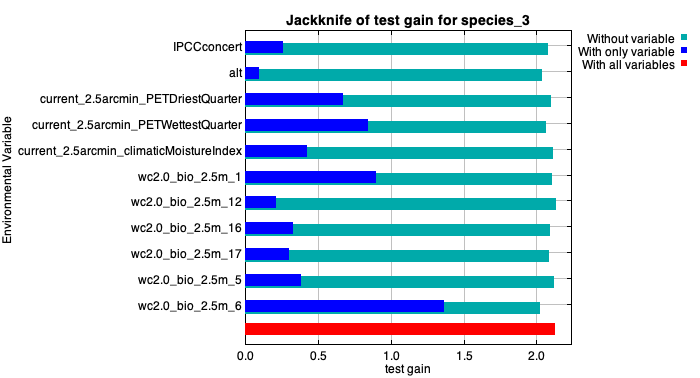 Jackknife of test gain for species_3
Without variable
With only variable
With all variables
Environmental Variable
IPCCconcert
alt
current_2.5arcmin_PETDriestQuarter
current_2.5arcmin_PETWettestQuarter
current_2.5arcmin_climaticMoistureIndex
wc2.0_bio_2.5m_1
wc2.0_bio_2.5m_12
wc2.0_bio_2.5m_16
wc2.0_bio_2.5m_17
wc2.0_bio_2.5m_5
wc2.0_bio_2.5m_6
0.0 0.5 1.0 1.5 2.0
test gain